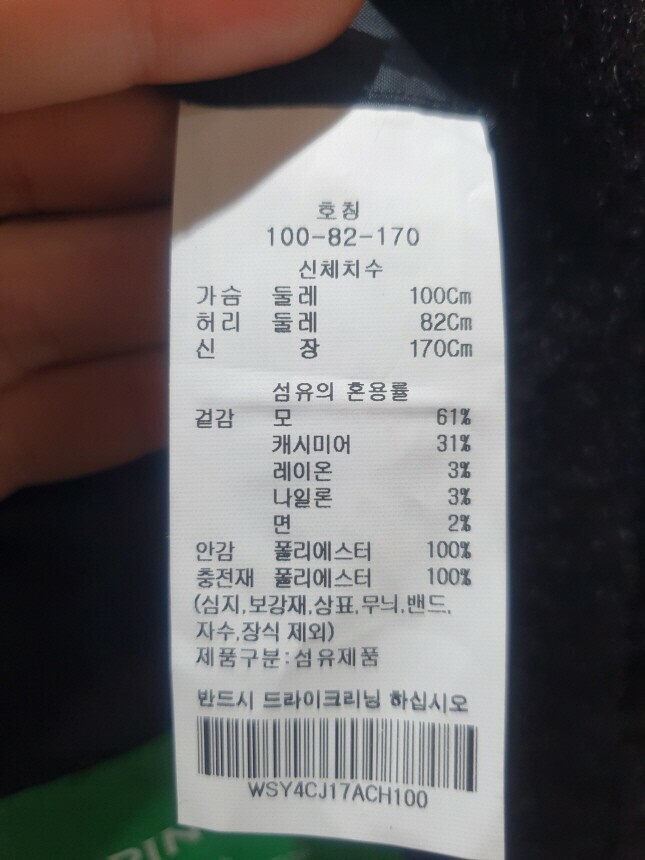 호칭
100-82-170
신체치수
가슴 둘레 100Cm
허리 둘레 82Cm
신 장 170Cm
섬유의 혼용률
겉감 모 61%
캐시미어 31%
레이온 3%
나일론 3%
면 2%
안감 폴리에스터 100%
충전재 폴리에스터 100%
(심지,보강재,상표,무늬,밴드,
자수,장식 제외)
제품구분:섬유제품
반드시 드라이크리닝 하십시오
WSY4CJ17ACH100